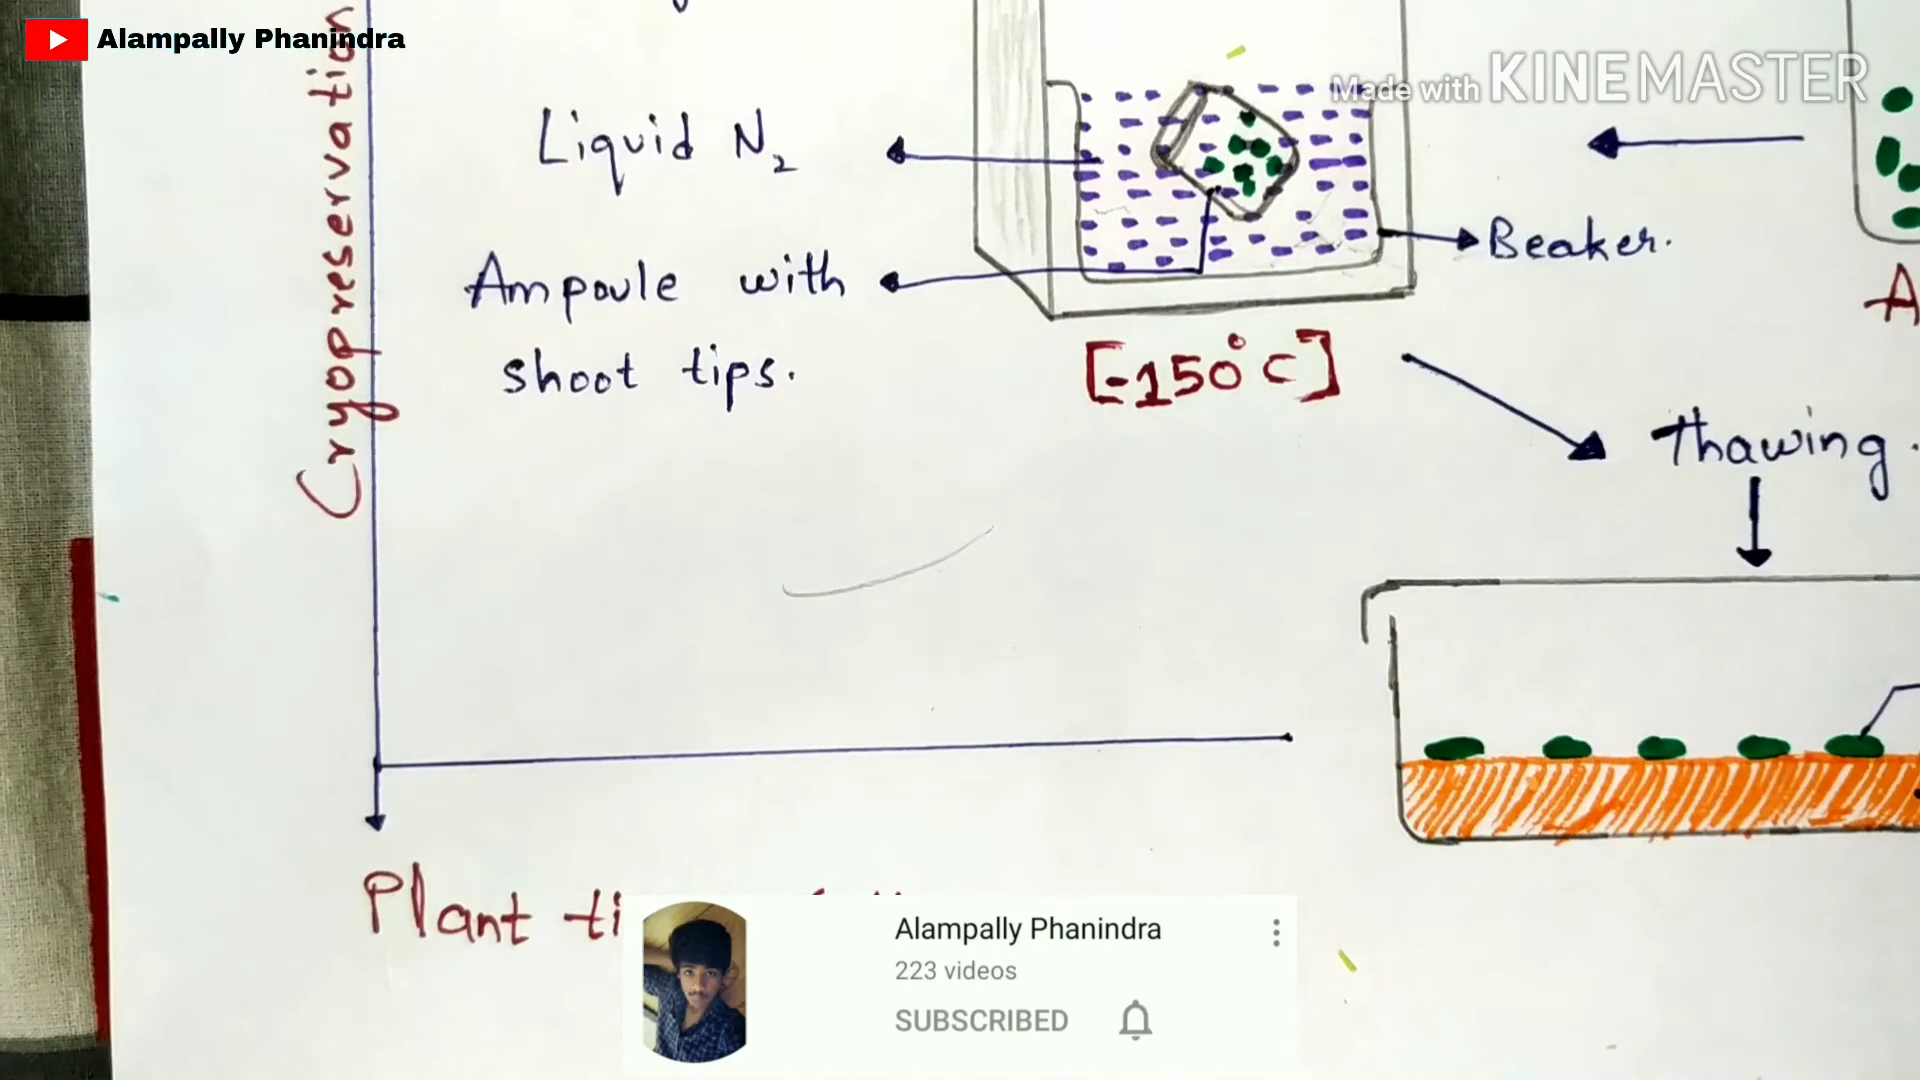 Alampally Phanindra
Made with KINEMASTER
Cryopreservation
Liquid N₂
Ampoule with
shoot tips.
Beaker.
[-150°C]
Thawing.
Plant
Alampally Phanindra
223 videos
SUBSCRIBED